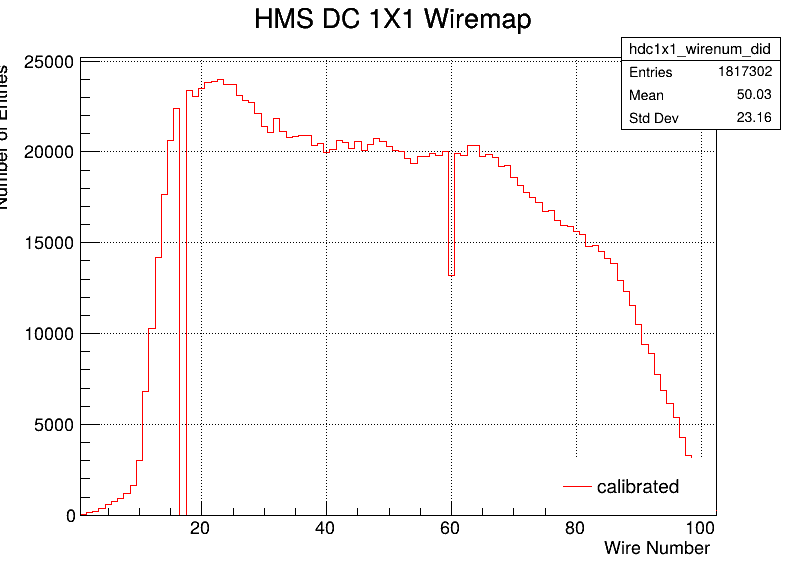 HMS DC 1X1 Wiremap
hdc1x1_wirenum_did
Entries 1817302
Mean 50.03
Std Dev 23.16
Number of Entries
25000
20000
15000
10000
5000
0
calibrated
20 40 60 80 100
Wire Number